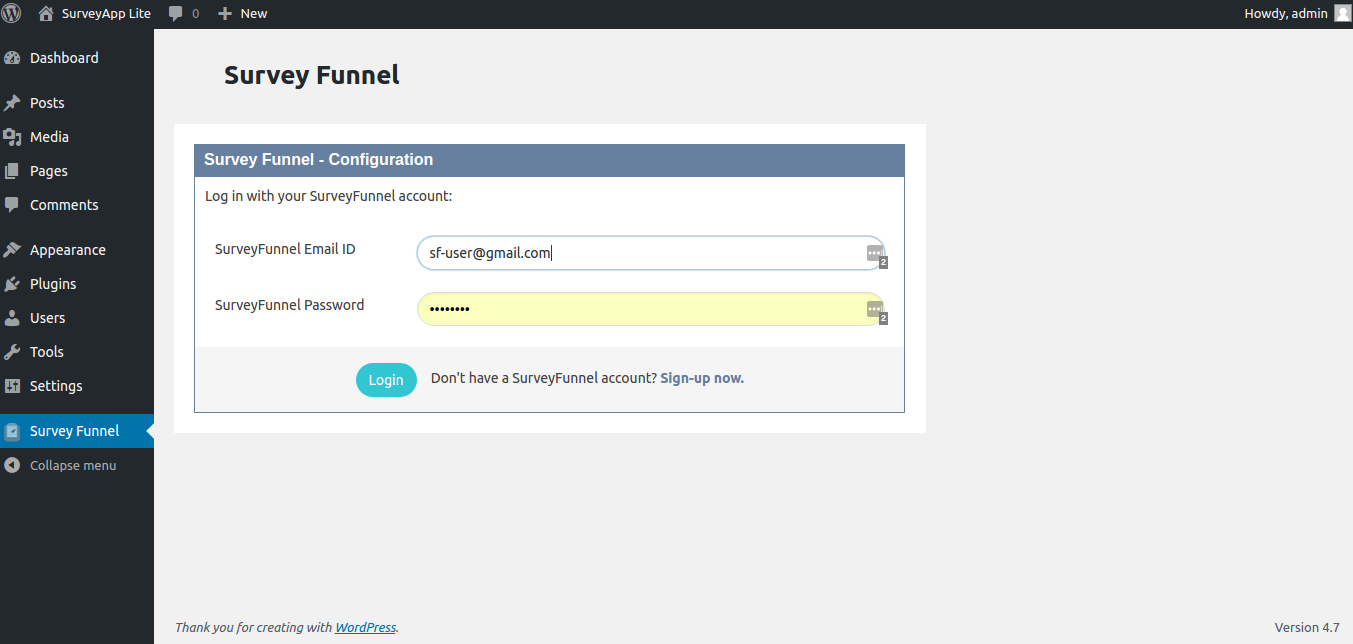 SurveyApp Lite 0 New Howdy, admin
Dashboard
Posts
Media
Pages
Comments
Appearance
Plugins
Users
Tools
Settings
Survey Funnel
Collapse menu
Survey Funnel
Survey Funnel - Configuration
Log in with your SurveyFunnel account:
SurveyFunnel Email ID sf-user@gmail.com 2
SurveyFunnel Password •••••••• 2
Login Don't have a SurveyFunnel account? Sign-up now.
Thank you for creating with WordPress. Version 4.7